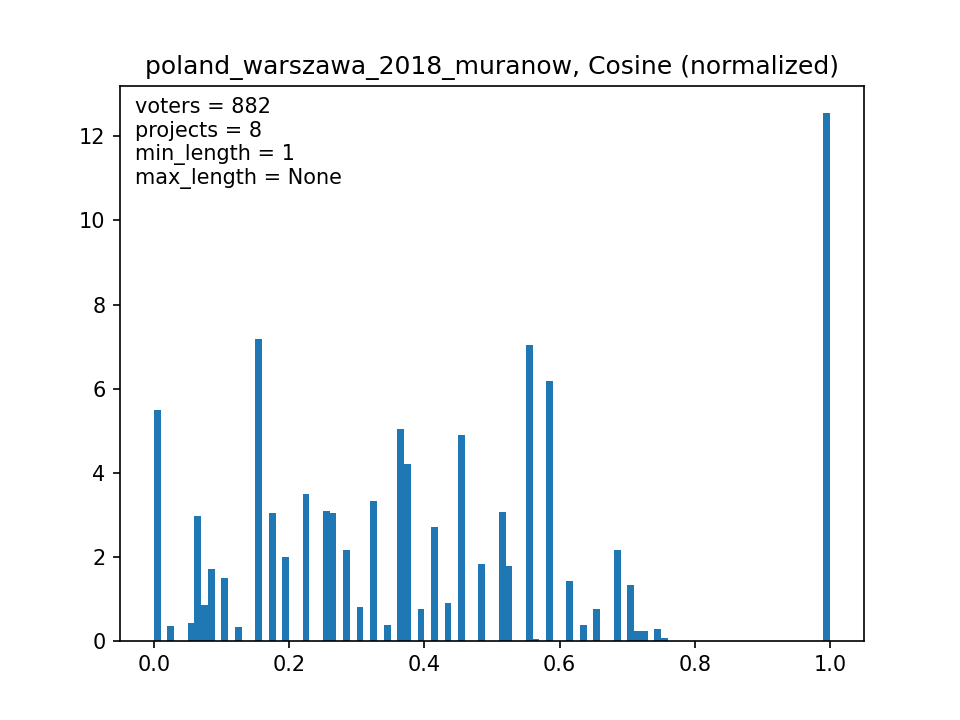 poland_warszawa_2018_muranow, Cosine (normalized)
voters = 882
projects = 8
min_length = 1
max_length = None
12
10
8
6
4
2
0
0.0 0.2 0.4 0.6 0.8 1.0